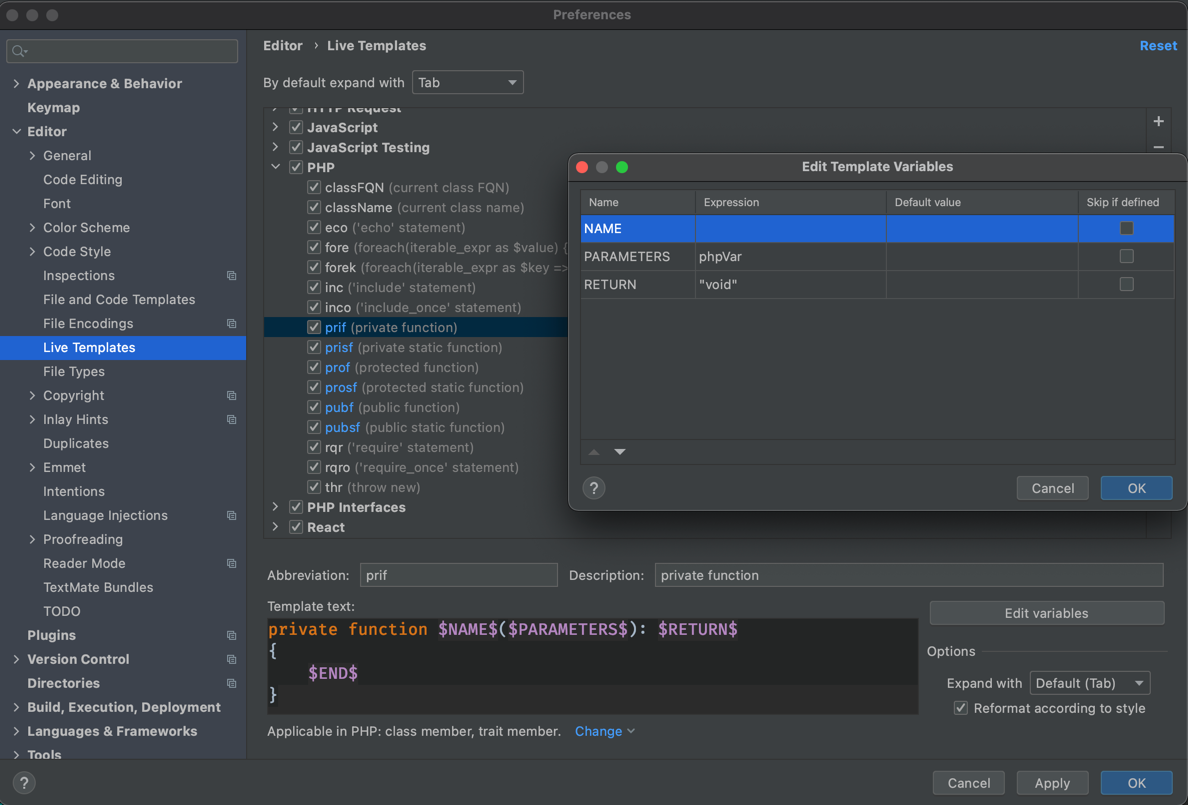 Preferences
Appearance & Behavior
Keymap
Editor
General
Code Editing
Font
Color Scheme
Code Style
Inspections
File and Code Templates
File Encodings
Live Templates
File Types
Copyright
Inlay Hints
Duplicates
Emmet
Intentions
Language Injections
Proofreading
Reader Mode
TextMate Bundles
TODO
Plugins
Version Control
Directories
Build, Execution, Deployment
Languages & Frameworks
Tools
?
Editor › Live Templates
Reset
By default expand with Tab
HTTP Request
JavaScript
JavaScript Testing
PHP
classFQN (current class FQN)
className (current class name)
eco ('echo' statement)
fore (foreach(iterable_expr as $value) {
forek (foreach(iterable_expr as $key =>
inc ('include' statement)
inco ('include_once' statement)
prif (private function)
prisf (private static function)
prof (protected function)
prosf (protected static function)
pubf (public function)
pubsf (public static function)
rqr ('require' statement)
rqro ('require_once' statement)
thr (throw new)
PHP Interfaces
React
Edit Template Variables
Name Expression Default value Skip if defined
NAME
PARAMETERS phpVar
RETURN "void"
? Cancel OK
Abbreviation: prif Description: private function
Template text:
private function $NAME$($PARAMETERS$): $RETURN$
{
$END$
}
Applicable in PHP: class member, trait member. Change
Edit variables
Options
Expand with Default (Tab)
Reformat according to style
Cancel Apply OK